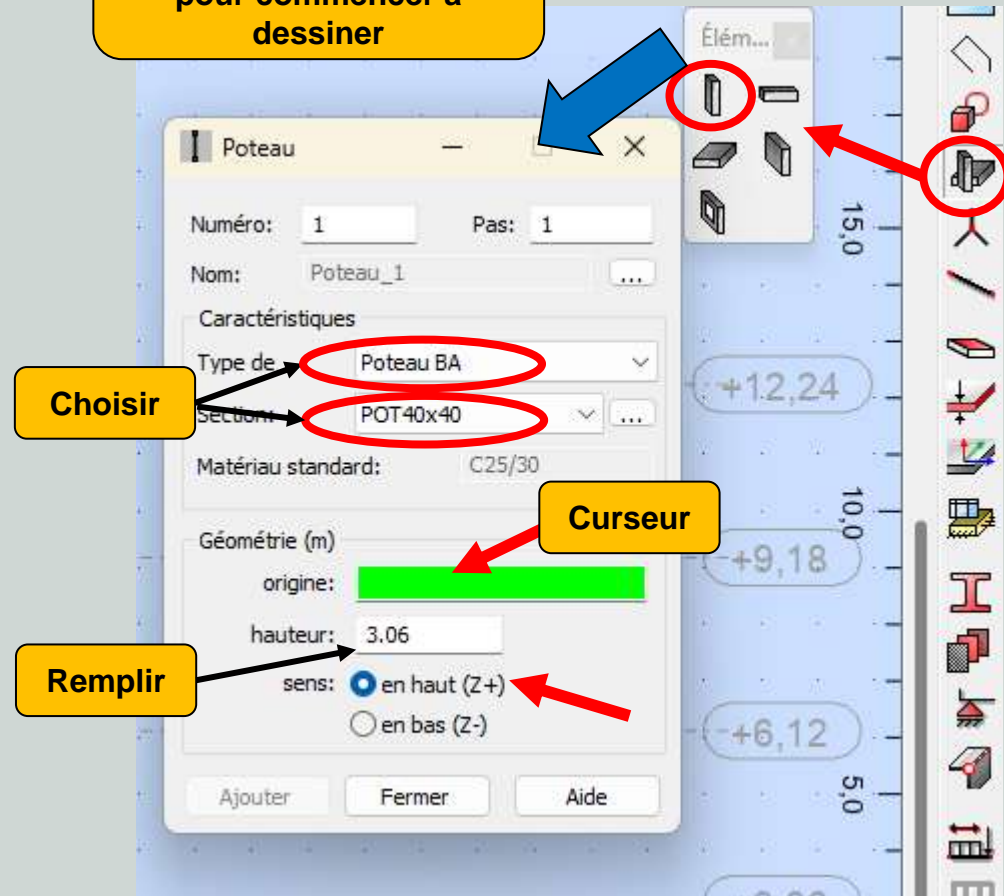 pour commencer à
dessiner
Élém...
Poteau
Numéro: 1 Pas: 1
Nom: Poteau_1 ...
Caractéristiques
Type de Poteau BA
Choisir
Section: POT40x40 ...
Matériau standard: C25/30
Curseur
Géométrie (m)
origine:
hauteur: 3.06
Remplir
sens: en haut (Z+)
en bas (Z-)
Ajouter Fermer Aide
15,0
+12,24
10,0
+9,18
+6,12
5,0